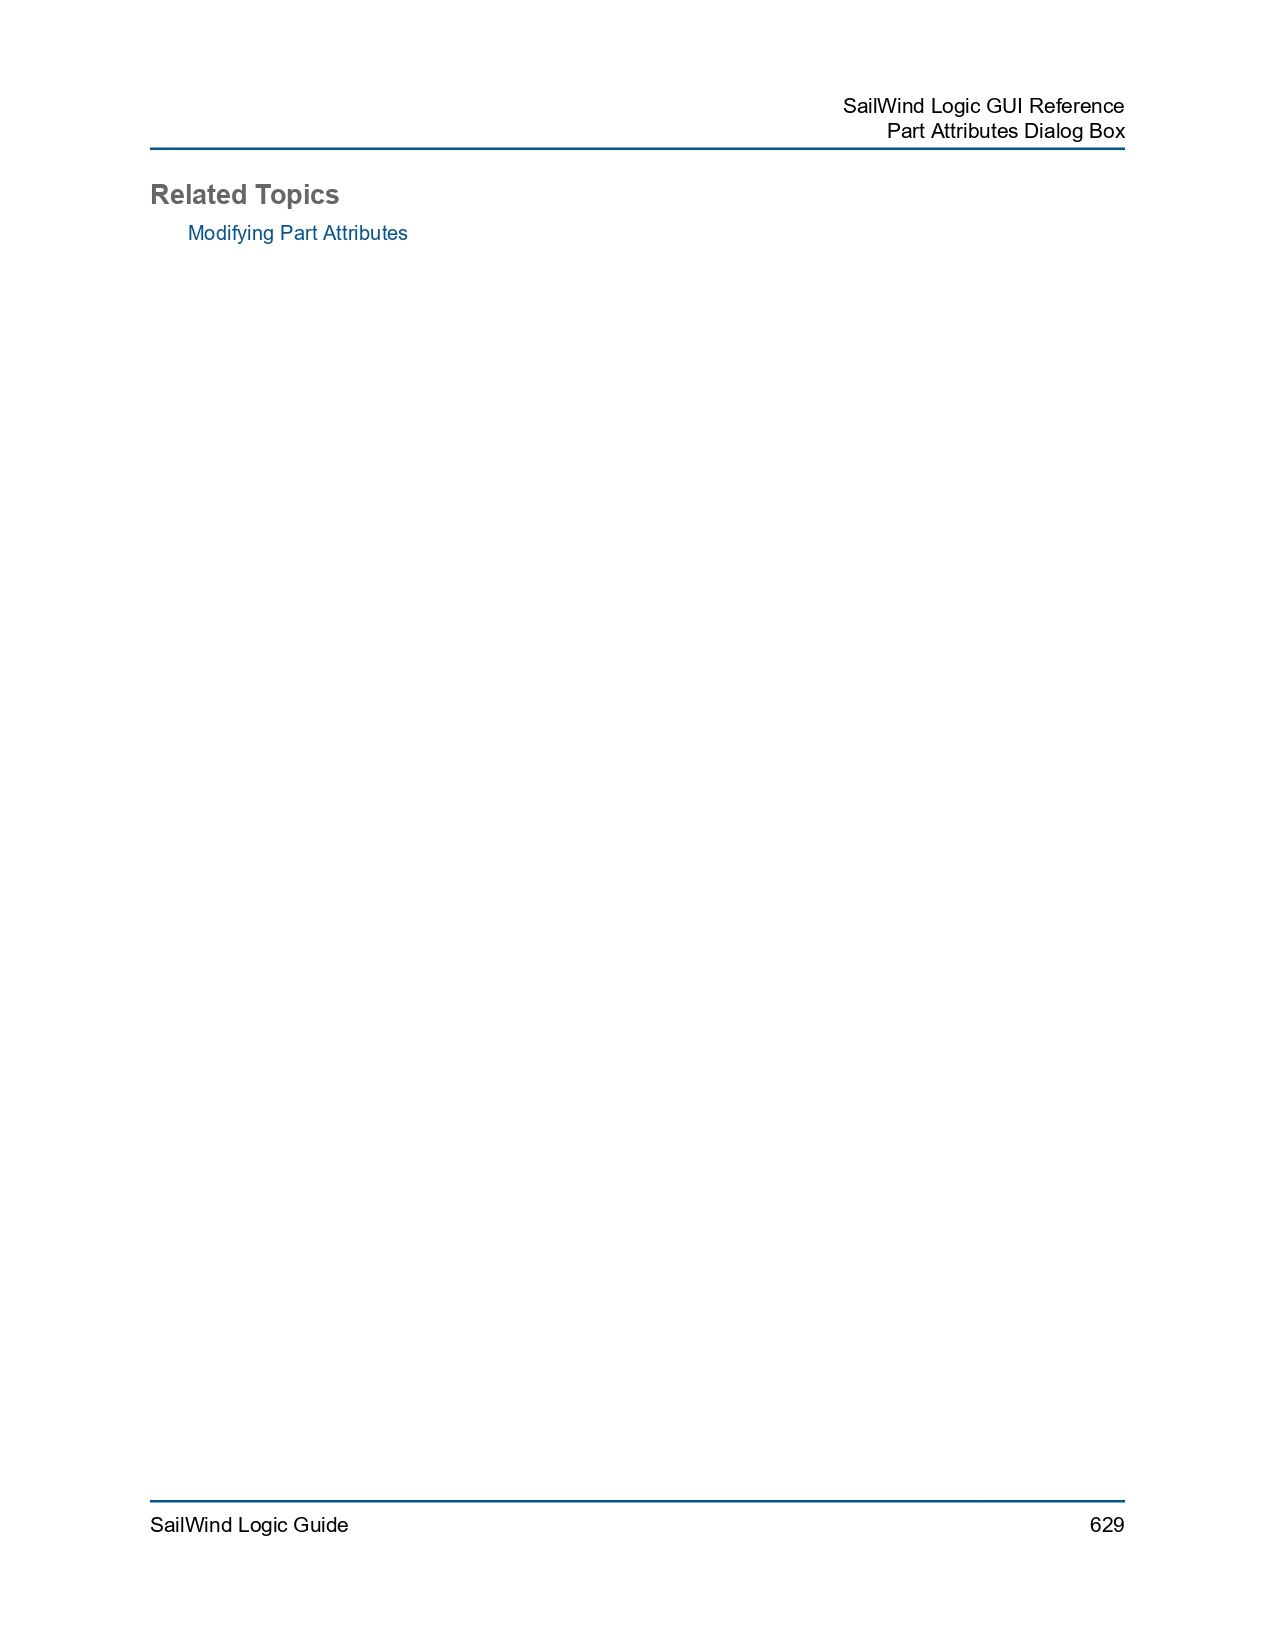 SailWind Logic GUI Reference
Part Attributes Dialog Box
Related Topics
Modifying Part Attributes
SailWind Logic Guide 629